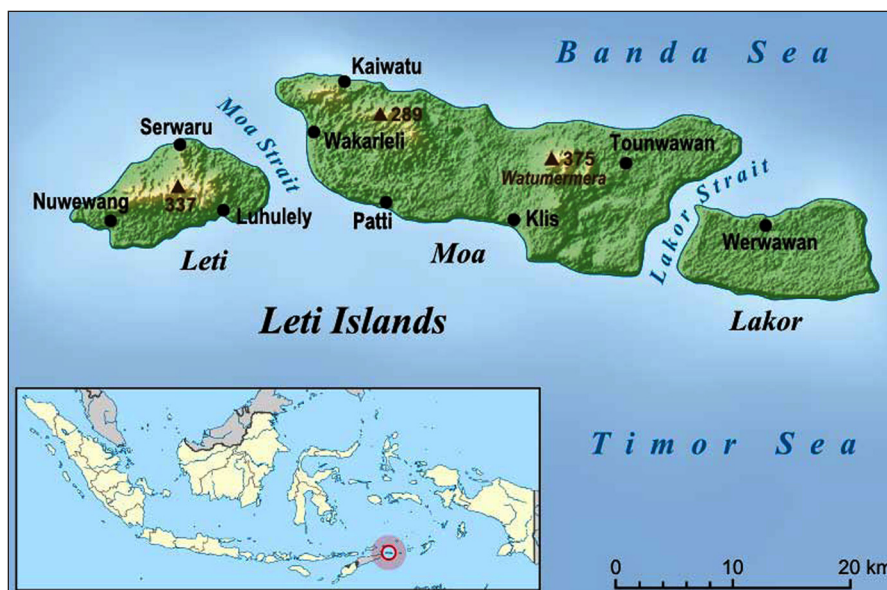 Banda Sea
Kaiwatu
289
Moa Strait
Serwaru
Wakarleli
Tounwawan
375
Watumermera
Lakor Strait
Nuwewang
337
Luhulely
Patti
Klis
Werwawan
Leti
Moa
Lakor
Leti Islands
Timor Sea
0 10 20 km